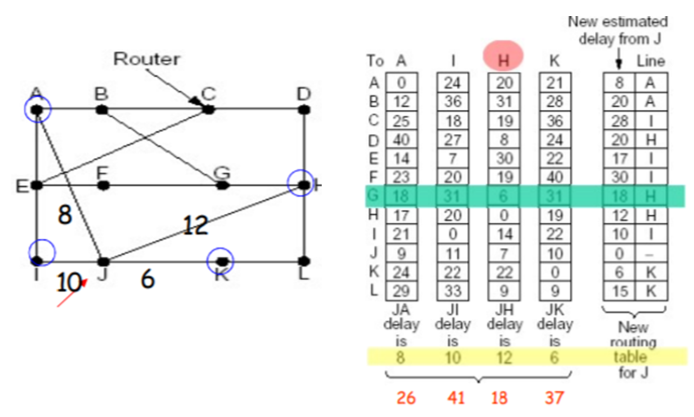 Router
A B C D
E F G H
8 12
I 10 J 6 K L
New estimated
delay from J
To A I H K Line
A 0 24 20 21 8 A
B 12 36 31 28 20 A
C 25 18 19 36 28 I
D 40 27 8 24 20 H
E 14 7 30 22 17 I
F 23 20 19 40 30 I
G 18 31 6 31 18 H
H 17 20 0 19 12 H
I 21 0 14 22 10 I
J 9 11 7 10 0 –
K 24 22 22 0 6 K
L 29 33 9 9 15 K
JA JI JH JK
delay delay delay delay New
is is is is routing
8 10 12 6 table
for J
26 41 18 37